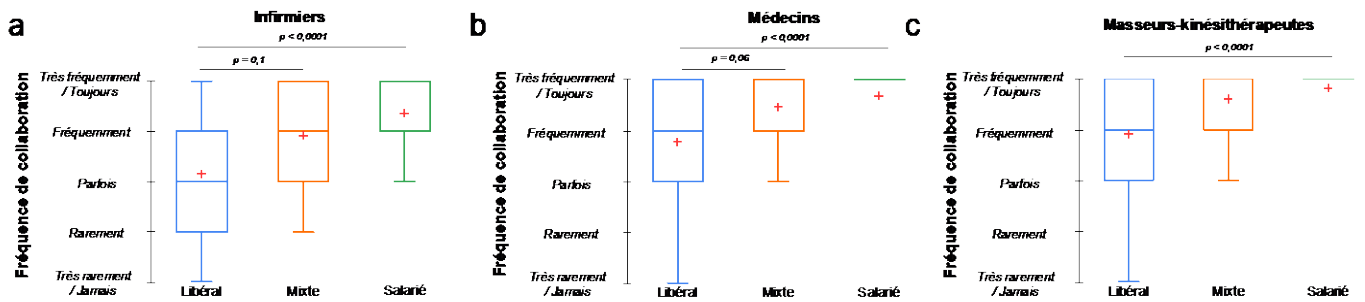 a
Infirmiers
p < 0,0001
p = 0,1
Fréquence de collaboration
Très fréquemment
/ Toujours
Fréquemment
Parfois
Rarement
Très rarement
/ Jamais
Libéral Mixte Salarié
b
Médecins
p < 0,0001
p = 0,06
Fréquence de collaboration
Très fréquemment
/ Toujours
Fréquemment
Parfois
Rarement
Très rarement
/ Jamais
Libéral Mixte Salarié
c
Masseurs-kinésithérapeutes
p < 0,0001
Fréquence de collaboration
Très fréquemment
/ Toujours
Fréquemment
Parfois
Rarement
Très rarement
/ Jamais
Libéral Mixte Salarié